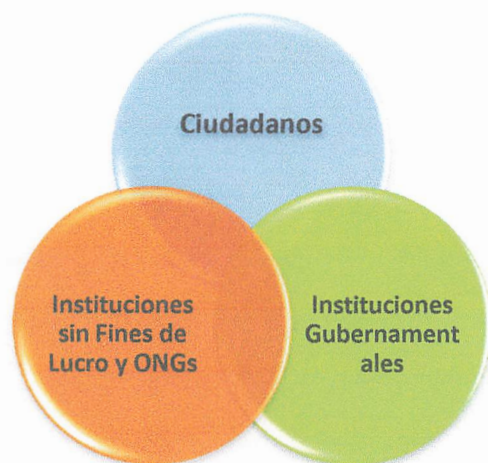 Ciudadanos
Instituciones
sin Fines de
Lucro y ONGs
Instituciones
Gubernament
ales